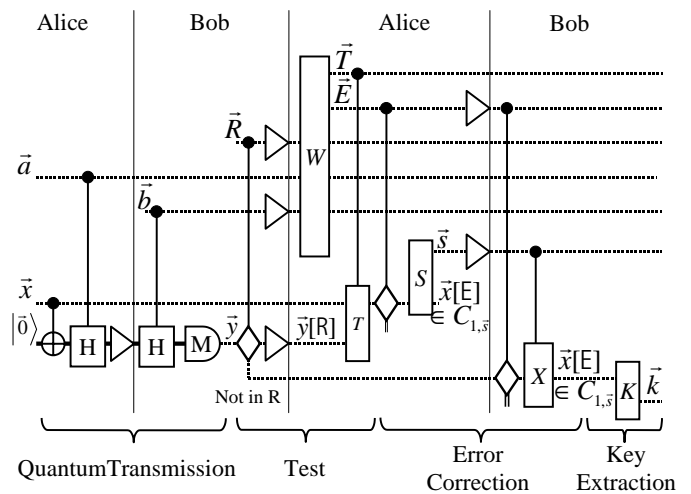 Alice Bob Alice Bob
T⃗
E⃗
R⃗
W
a⃗
b⃗
s⃗
S
x⃗
x⃗[E]
∈ C₁,s⃗
|0⃗⟩
H H M y⃗ y⃗[R] T
Not in R
X
x⃗[E]
∈ C₁,s⃗
K k⃗
QuantumTransmission Test Error Correction Key Extraction